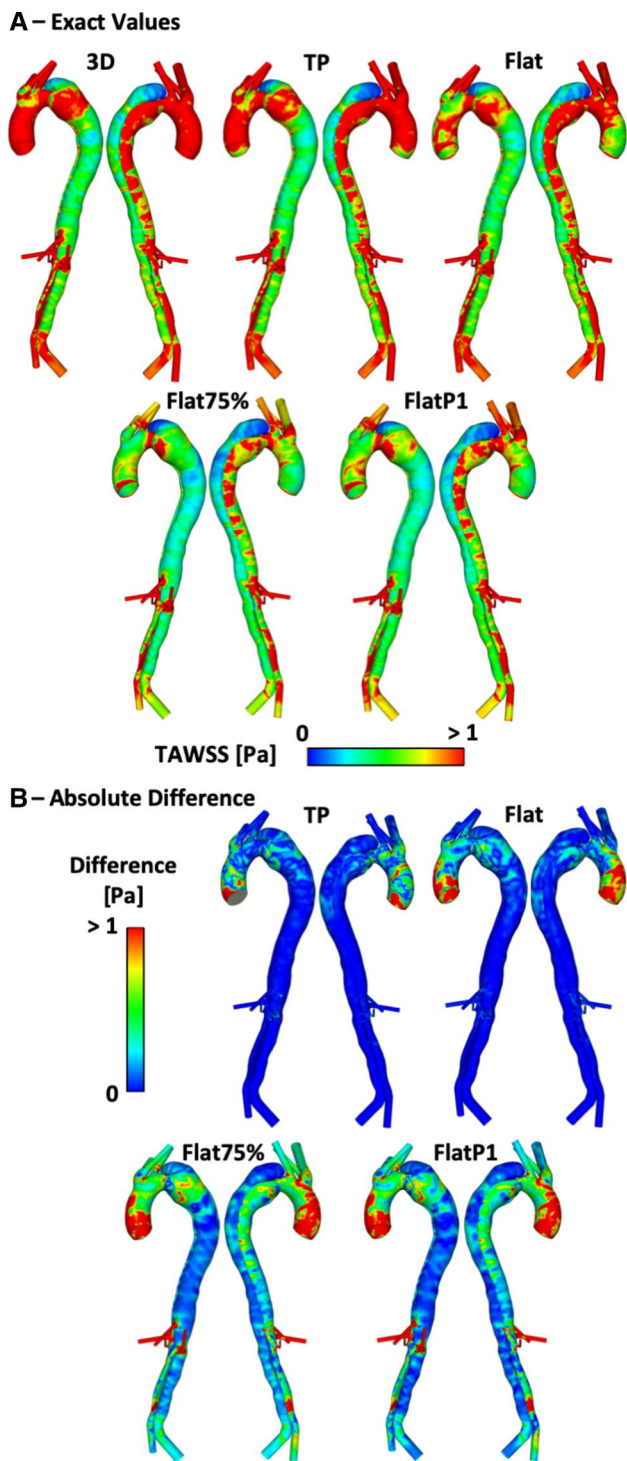 A – Exact Values
3D TP Flat
Flat75% FlatP1
0 > 1
TAWSS [Pa]
B – Absolute Difference
TP Flat
Difference
[Pa]
> 1
0
Flat75% FlatP1